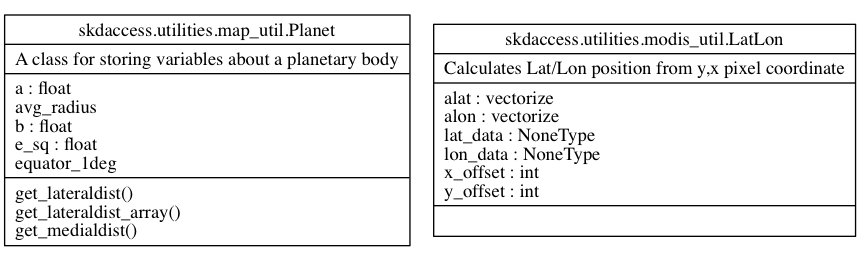 skdaccess.utilities.map_util.Planet
A class for storing variables about a planetary body
a : float
avg_radius
b : float
e_sq : float
equator_1deg
get_lateraldist()
get_lateraldist_array()
get_medialdist()
skdaccess.utilities.modis_util.LatLon
Calculates Lat/Lon position from y,x pixel coordinate
alat : vectorize
alon : vectorize
lat_data : NoneType
lon_data : NoneType
x_offset : int
y_offset : int